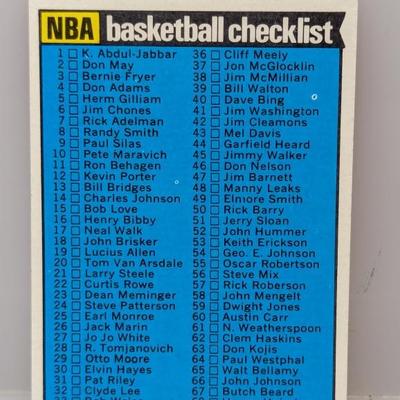 NBA basketball checklist
1 K. Abdul-Jabbar
2 Don May
3 Bernie Fryer
4 Don Adams
5 Herm Gilliam
6 Jim Chones
7 Rick Adelman
8 Randy Smith
9 Paul Silas
10 Pete Maravich
11 Ron Behagen
12 Kevin Porter
13 Bill Bridges
14 Charles Johnson
15 Bob Love
16 Henry Bibby
17 Neal Walk
18 John Brisker
19 Lucius Allen
20 Tom Van Arsdale
21 Larry Steele
22 Curtis Rowe
23 Dean Meminger
24 Steve Patterson
25 Earl Monroe
26 Jack Marin
27 Jo Jo White
28 R. Tomjanovich
29 Otto Moore
30 Elvin Hayes
31 Pat Riley
32 Clyde Lee
36 Cliff Meely
37 Jon McGlocklin
38 Jim McMillian
39 Bill Walton
40 Dave Bing
41 Jim Washington
42 Jim Cleamons
43 Mel Davis
44 Garfield Heard
45 Jimmy Walker
46 Don Nelson
47 Jim Barnett
48 Manny Leaks
49 Elmore Smith
50 Rick Barry
51 Jerry Sloan
52 John Hummer
53 Keith Erickson
54 Geo. E. Johnson
55 Oscar Robertson
56 Steve Mix
57 Rick Roberson
58 John Mengelt
59 Dwight Jones
60 Austin Carr
61 N. Weatherspoon
62 Clem Haskins
63 Don Kojis
64 Paul Westphal
65 Walt Bellamy
66 John Johnson
67 Butch Beard